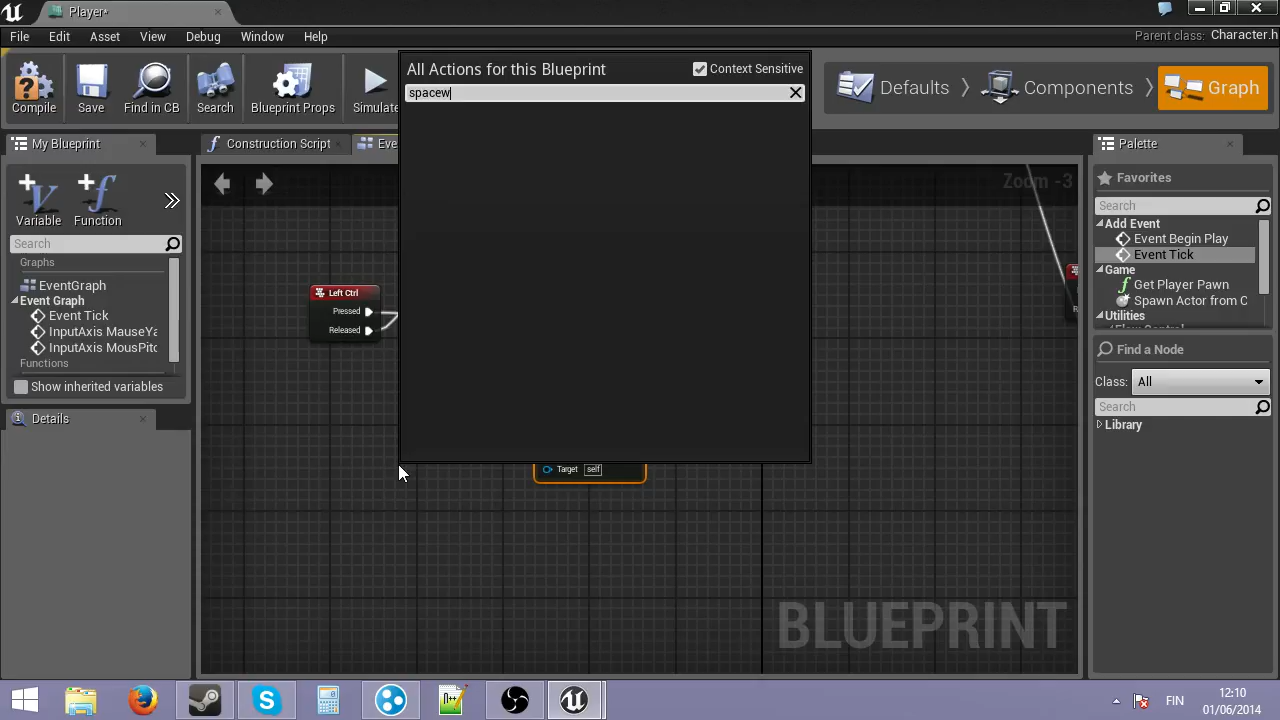 Player*
File Edit Asset View Debug Window Help
Parent class: Character.h
Compile Save Find in CB Search Blueprint Props Simulate
Defaults Components Graph
All Actions for this Blueprint
Context Sensitive
spacew
My Blueprint
Construction Script
Eve
Palette
Variable Function
Zoom -3
Favorites
Search
Search
Graphs
EventGraph
Event Graph
Event Tick
InputAxis MauseYa
InputAxis MousPitc
Functions
Show inherited variables
Add Event
Event Begin Play
Event Tick
Game
Get Player Pawn
Spawn Actor from C
Utilities
Left Ctrl
Pressed
Released
Find a Node
Class: All
Search
Library
Details
Target self
BLUEPRINT
FIN
12:10
01/06/2014